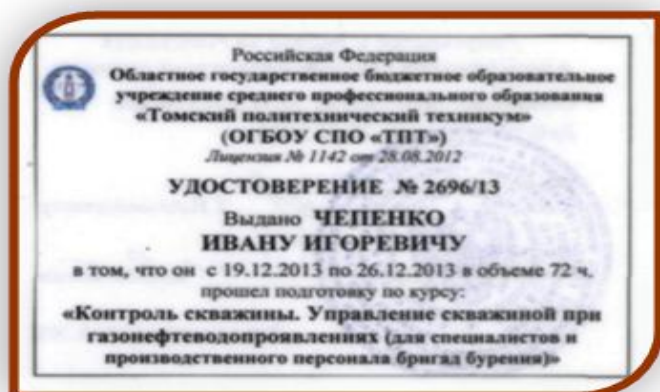 Российская Федерация
Областное государственное бюджетное образовательное
учреждение среднего профессионального образования
«Томский политехнический техникум»
(ОГБОУ СПО «ТПТ»)
Лицензия № 1142 от 28.08.2012
УДОСТОВЕРЕНИЕ № 2696/13
Выдано ЧЕПЕНКО
ИВАНУ ИГОРЕВИЧУ
в том, что он с 19.12.2013 по 26.12.2013 в объеме 72 ч.
прошел подготовку по курсу:
«Контроль скважины. Управление скважиной при
газонефтеводопроявлениях (для специалистов и
производственного персонала бригад бурения)»